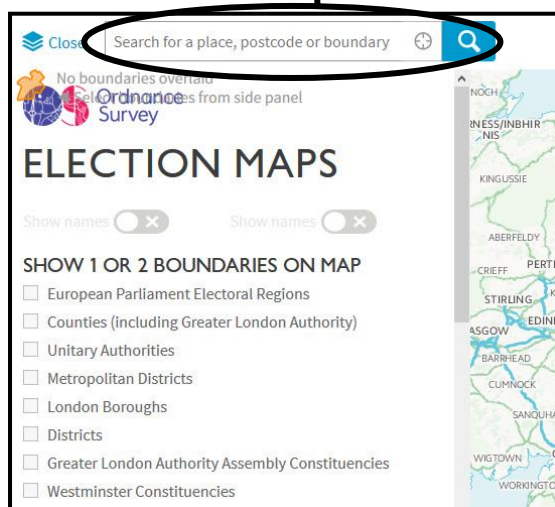 Close
Search for a place, postcode or boundary
No boundaries overlaid
Select boundaries from side panel
Ordnance
Survey
ELECTION MAPS
Show names
Show names
SHOW 1 OR 2 BOUNDARIES ON MAP
European Parliament Electoral Regions
Counties (including Greater London Authority)
Unitary Authorities
Metropolitan Districts
London Boroughs
Districts
Greater London Authority Assembly Constituencies
Westminster Constituencies
NOCH
RNESS/INBHIR
NIS
KINGUSSIE
ABERFELDY
CRIEFF
PERT
STIRLING
EDIN
ASGOW
BARRHEAD
CUMNOCK
SANQUHA
WIGTOWN
WORKINGTO